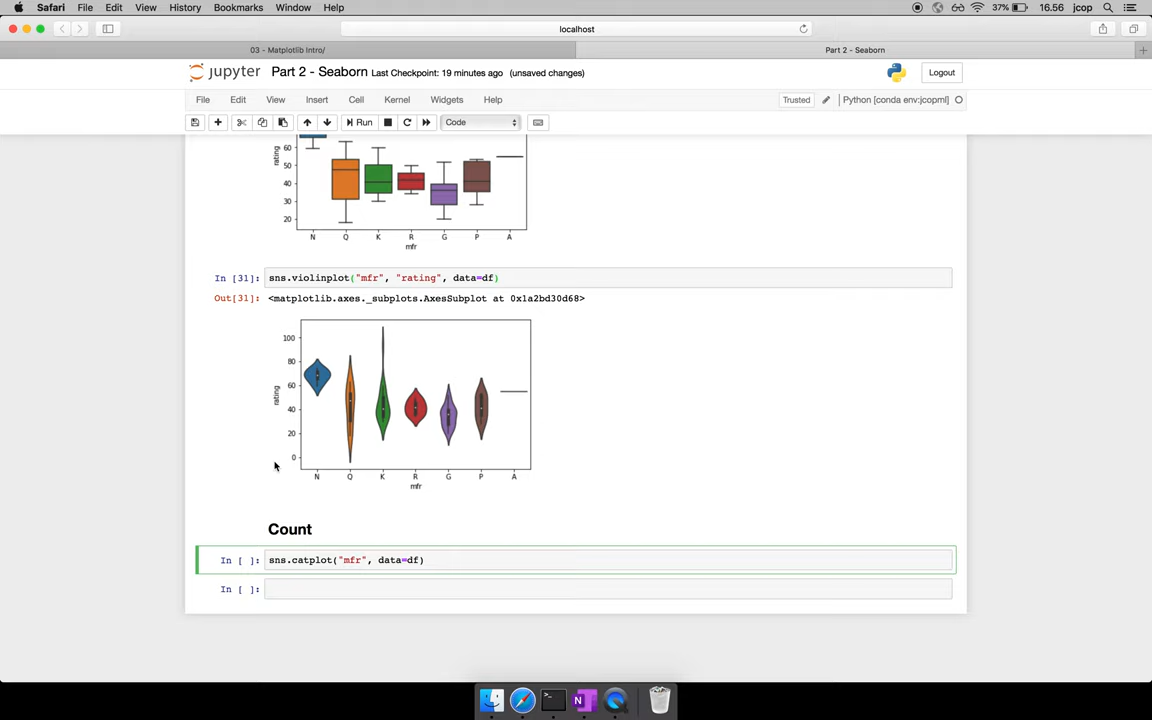 Safari File Edit View History Bookmarks Window Help 37% 16.56 jcop
localhost
03 - Matplotlib Intro/ Part 2 - Seaborn
jupyter Part 2 - Seaborn Last Checkpoint: 19 minutes ago (unsaved changes) Logout
File Edit View Insert Cell Kernel Widgets Help Trusted Python [conda env:jcopml]
Run Code
60
50
40
30
20
rating
N Q K R G P A
mfr
In [31]: sns.violinplot("mfr", "rating", data=df)
Out[31]: <matplotlib.axes._subplots.AxesSubplot at 0x1a2bd30d68>
100
80
60
40
20
0
rating
N Q K R G P A
mfr
Count
In [ ]: sns.catplot("mfr", data=df)
In [ ]: